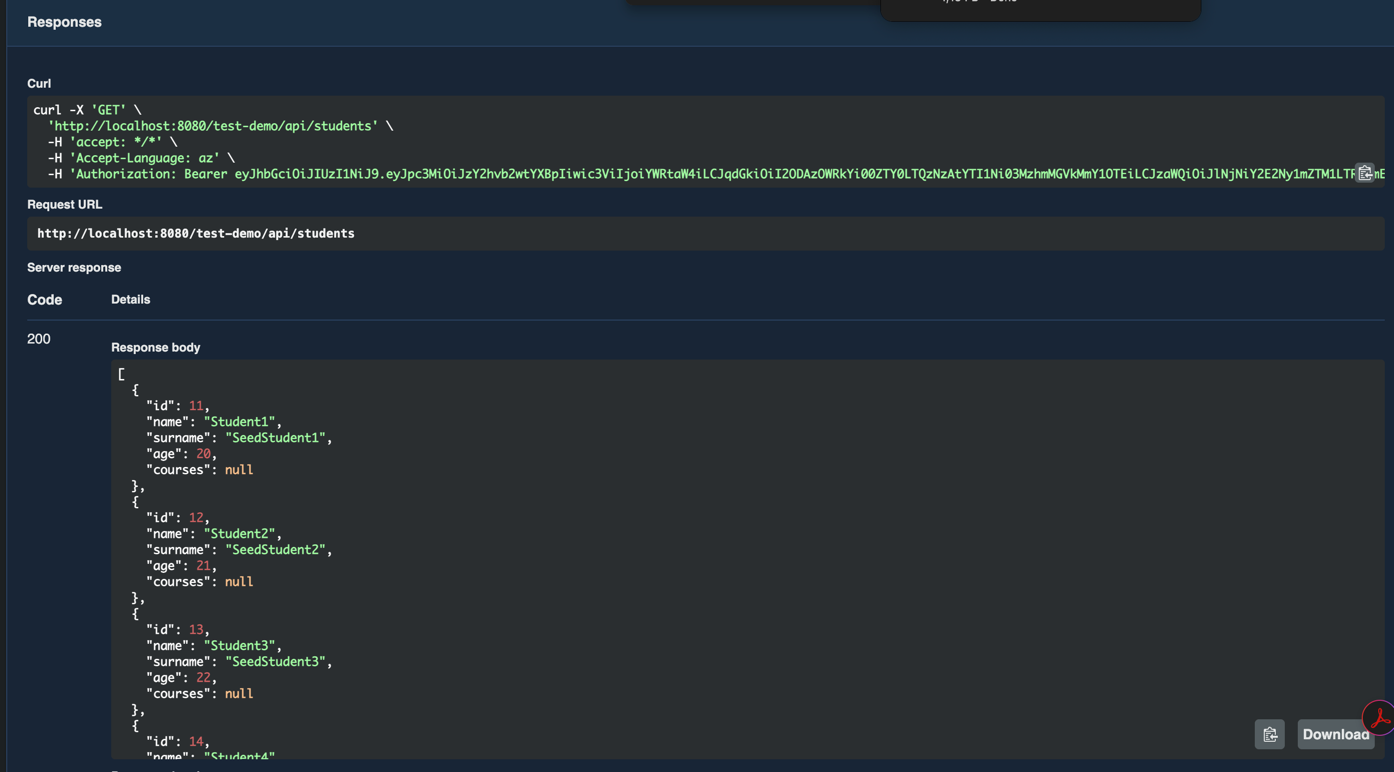 Responses
Curl
curl -X 'GET' \
'http://localhost:8080/test-demo/api/students' \
-H 'accept: */*' \
-H 'Accept-Language: az' \
-H 'Authorization: Bearer
Request URL
http://localhost:8080/test-demo/api/students
Server response
Code Details
200
Response body
[
{
"id": 11,
"name": "Student1",
"surname": "SeedStudent1",
"age": 20,
"courses": null
},
{
"id": 12,
"name": "Student2",
"surname": "SeedStudent2",
"age": 21,
"courses": null
},
{
"id": 13,
"name": "Student3",
"surname": "SeedStudent3",
"age": 22,
"courses": null
},
{
"id": 14,
"name": "Student4"
Download